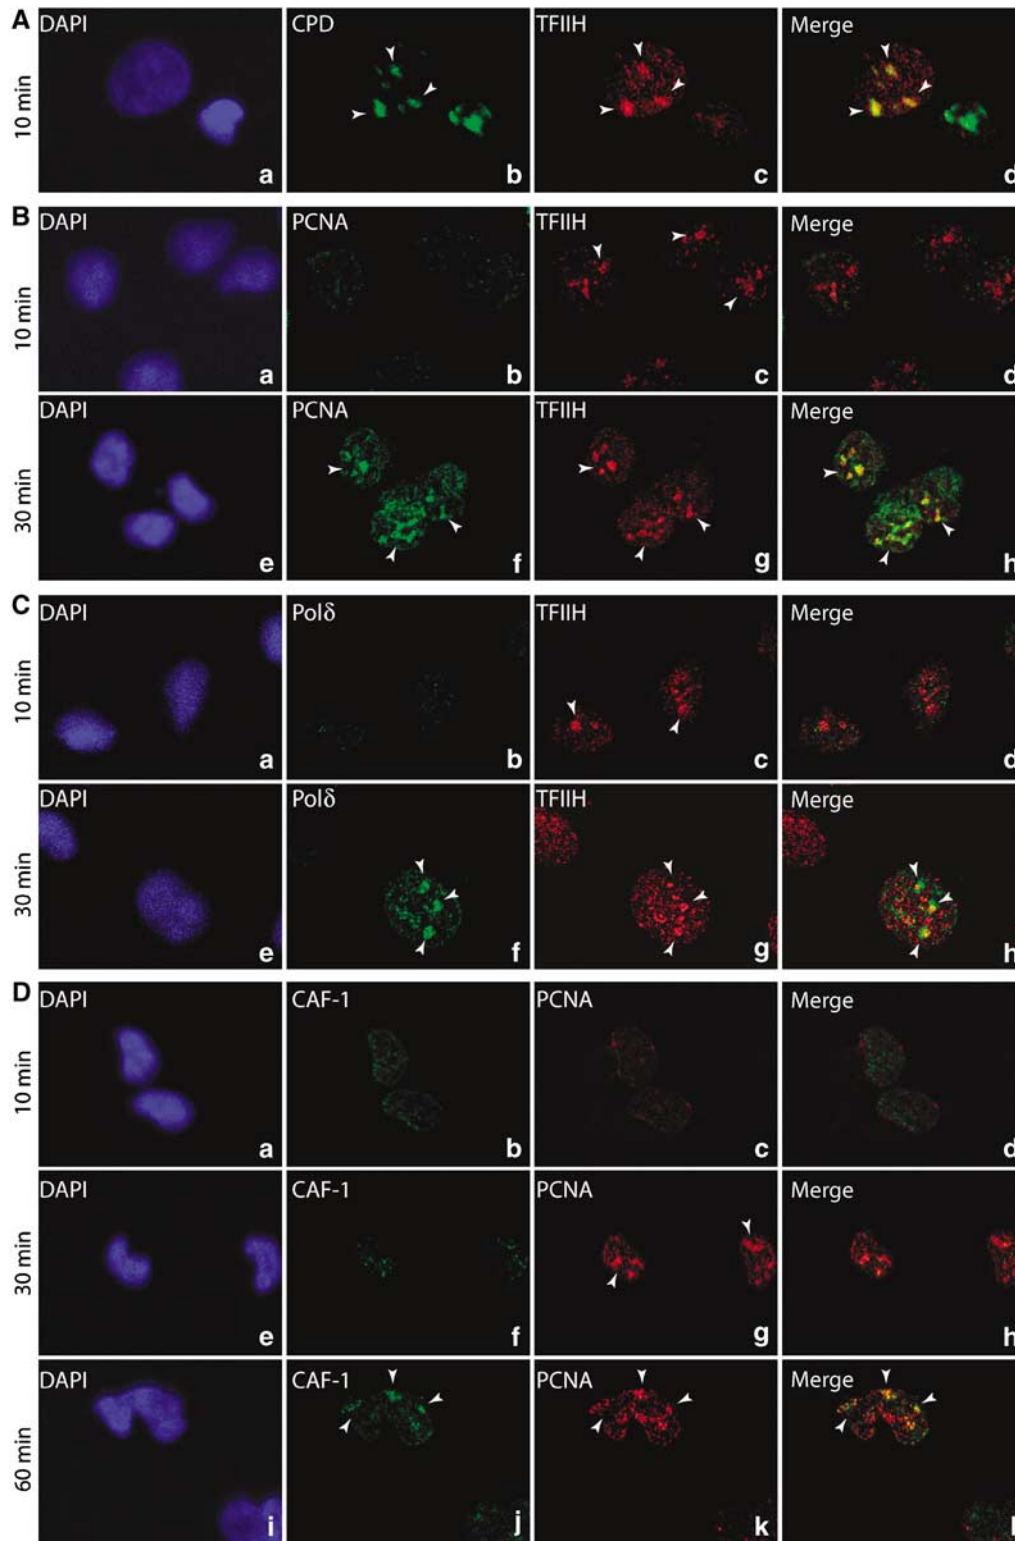 A
10 min
DAPI CPD TFIIH Merge
a b c d
B
10 min
DAPI PCNA TFIIH Merge
a b c d
30 min
DAPI PCNA TFIIH Merge
e f g h
C
10 min
DAPI Polδ TFIIH Merge
a b c d
30 min
DAPI Polδ TFIIH Merge
e f g h
D
10 min
DAPI CAF-1 PCNA Merge
a b c d
30 min
DAPI CAF-1 PCNA Merge
e f g h
60 min
DAPI CAF-1 PCNA Merge
i j k l